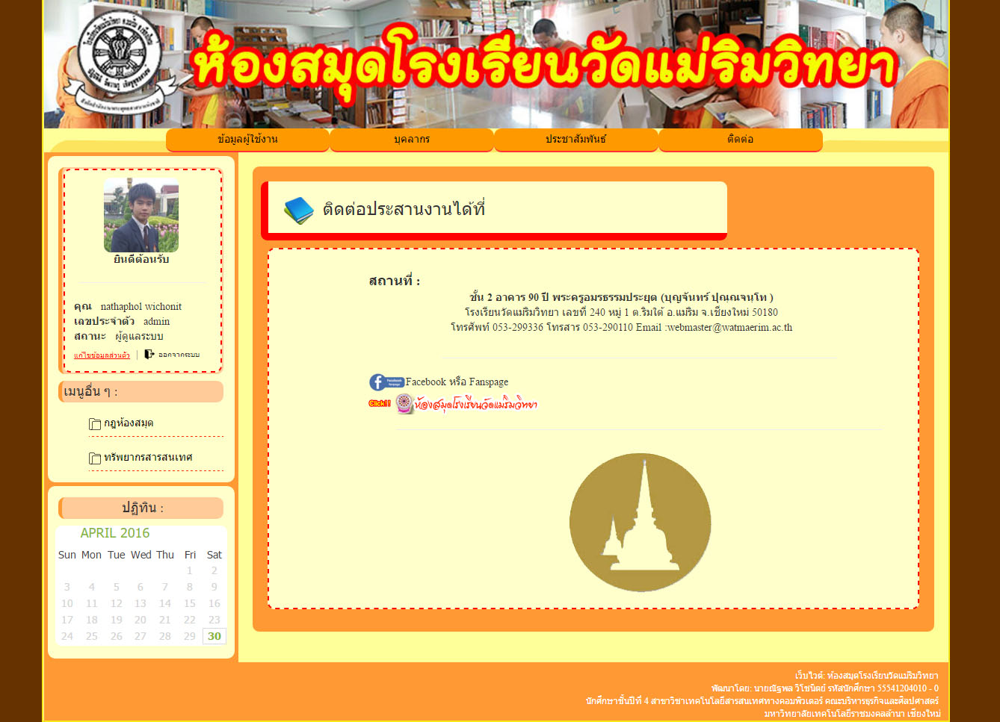 ห้องสมุดโรงเรียนวัดแม่ริมวิทยา
ข้อมูลผู้ใช้งาน
บุคลากร
ประชาสัมพันธ์
ติดต่อ
ยินดีต้อนรับ
คุณ nathaphol wichonit
เลขประจำตัว admin
สถานะ ผู้ดูแลระบบ
แก้ไขข้อมูลส่วนตัว | ออกจากระบบ
เมนูอื่น ๆ :
กฎห้องสมุด
ทรัพยากรสารสนเทศ
ปฏิทิน :
APRIL 2016
Sun Mon Tue Wed Thu Fri Sat
1 2
3 4 5 6 7 8 9
10 11 12 13 14 15 16
17 18 19 20 21 22 23
24 25 26 27 28 29 30
ติดต่อประสานงานได้ที่
สถานที่ :
ชั้น 2 อาคาร 90 ปี พระครูอมรธรรมประยุต (บุญจันทร์ ปุณฺณจนฺโท )
โรงเรียนวัดแม่ริมวิทยา เลขที่ 240 หมู่ 1 ต.ริมใต้ อ.แม่ริม จ.เชียงใหม่ 50180
โทรศัพท์ 053-299336 โทรสาร 053-290110 Email :webmaster@watmaerim.ac.th
Facebook fanpage Facebook หรือ Fanspage
Click!! ห้องสมุดโรงเรียนวัดแม่ริมวิทยา
เว็บไวต์: ห้องสมุดโรงเรียนวัดแม่ริมวิทยา
พัฒนาโดย: นายณัฐพล วิโชนิตย์ รหัสนักศึกษา 55541204010 - 0
นักศึกษาชั้นปีที่ 4 สาขาวิชาเทคโนโลยีสารสนเทศทางคอมพิวเตอร์ คณะบริหารธุรกิจและศิลปศาสตร์
มหาวิทยาลัยเทคโนโลยีราชมงคลล้านา เชียงใหม่